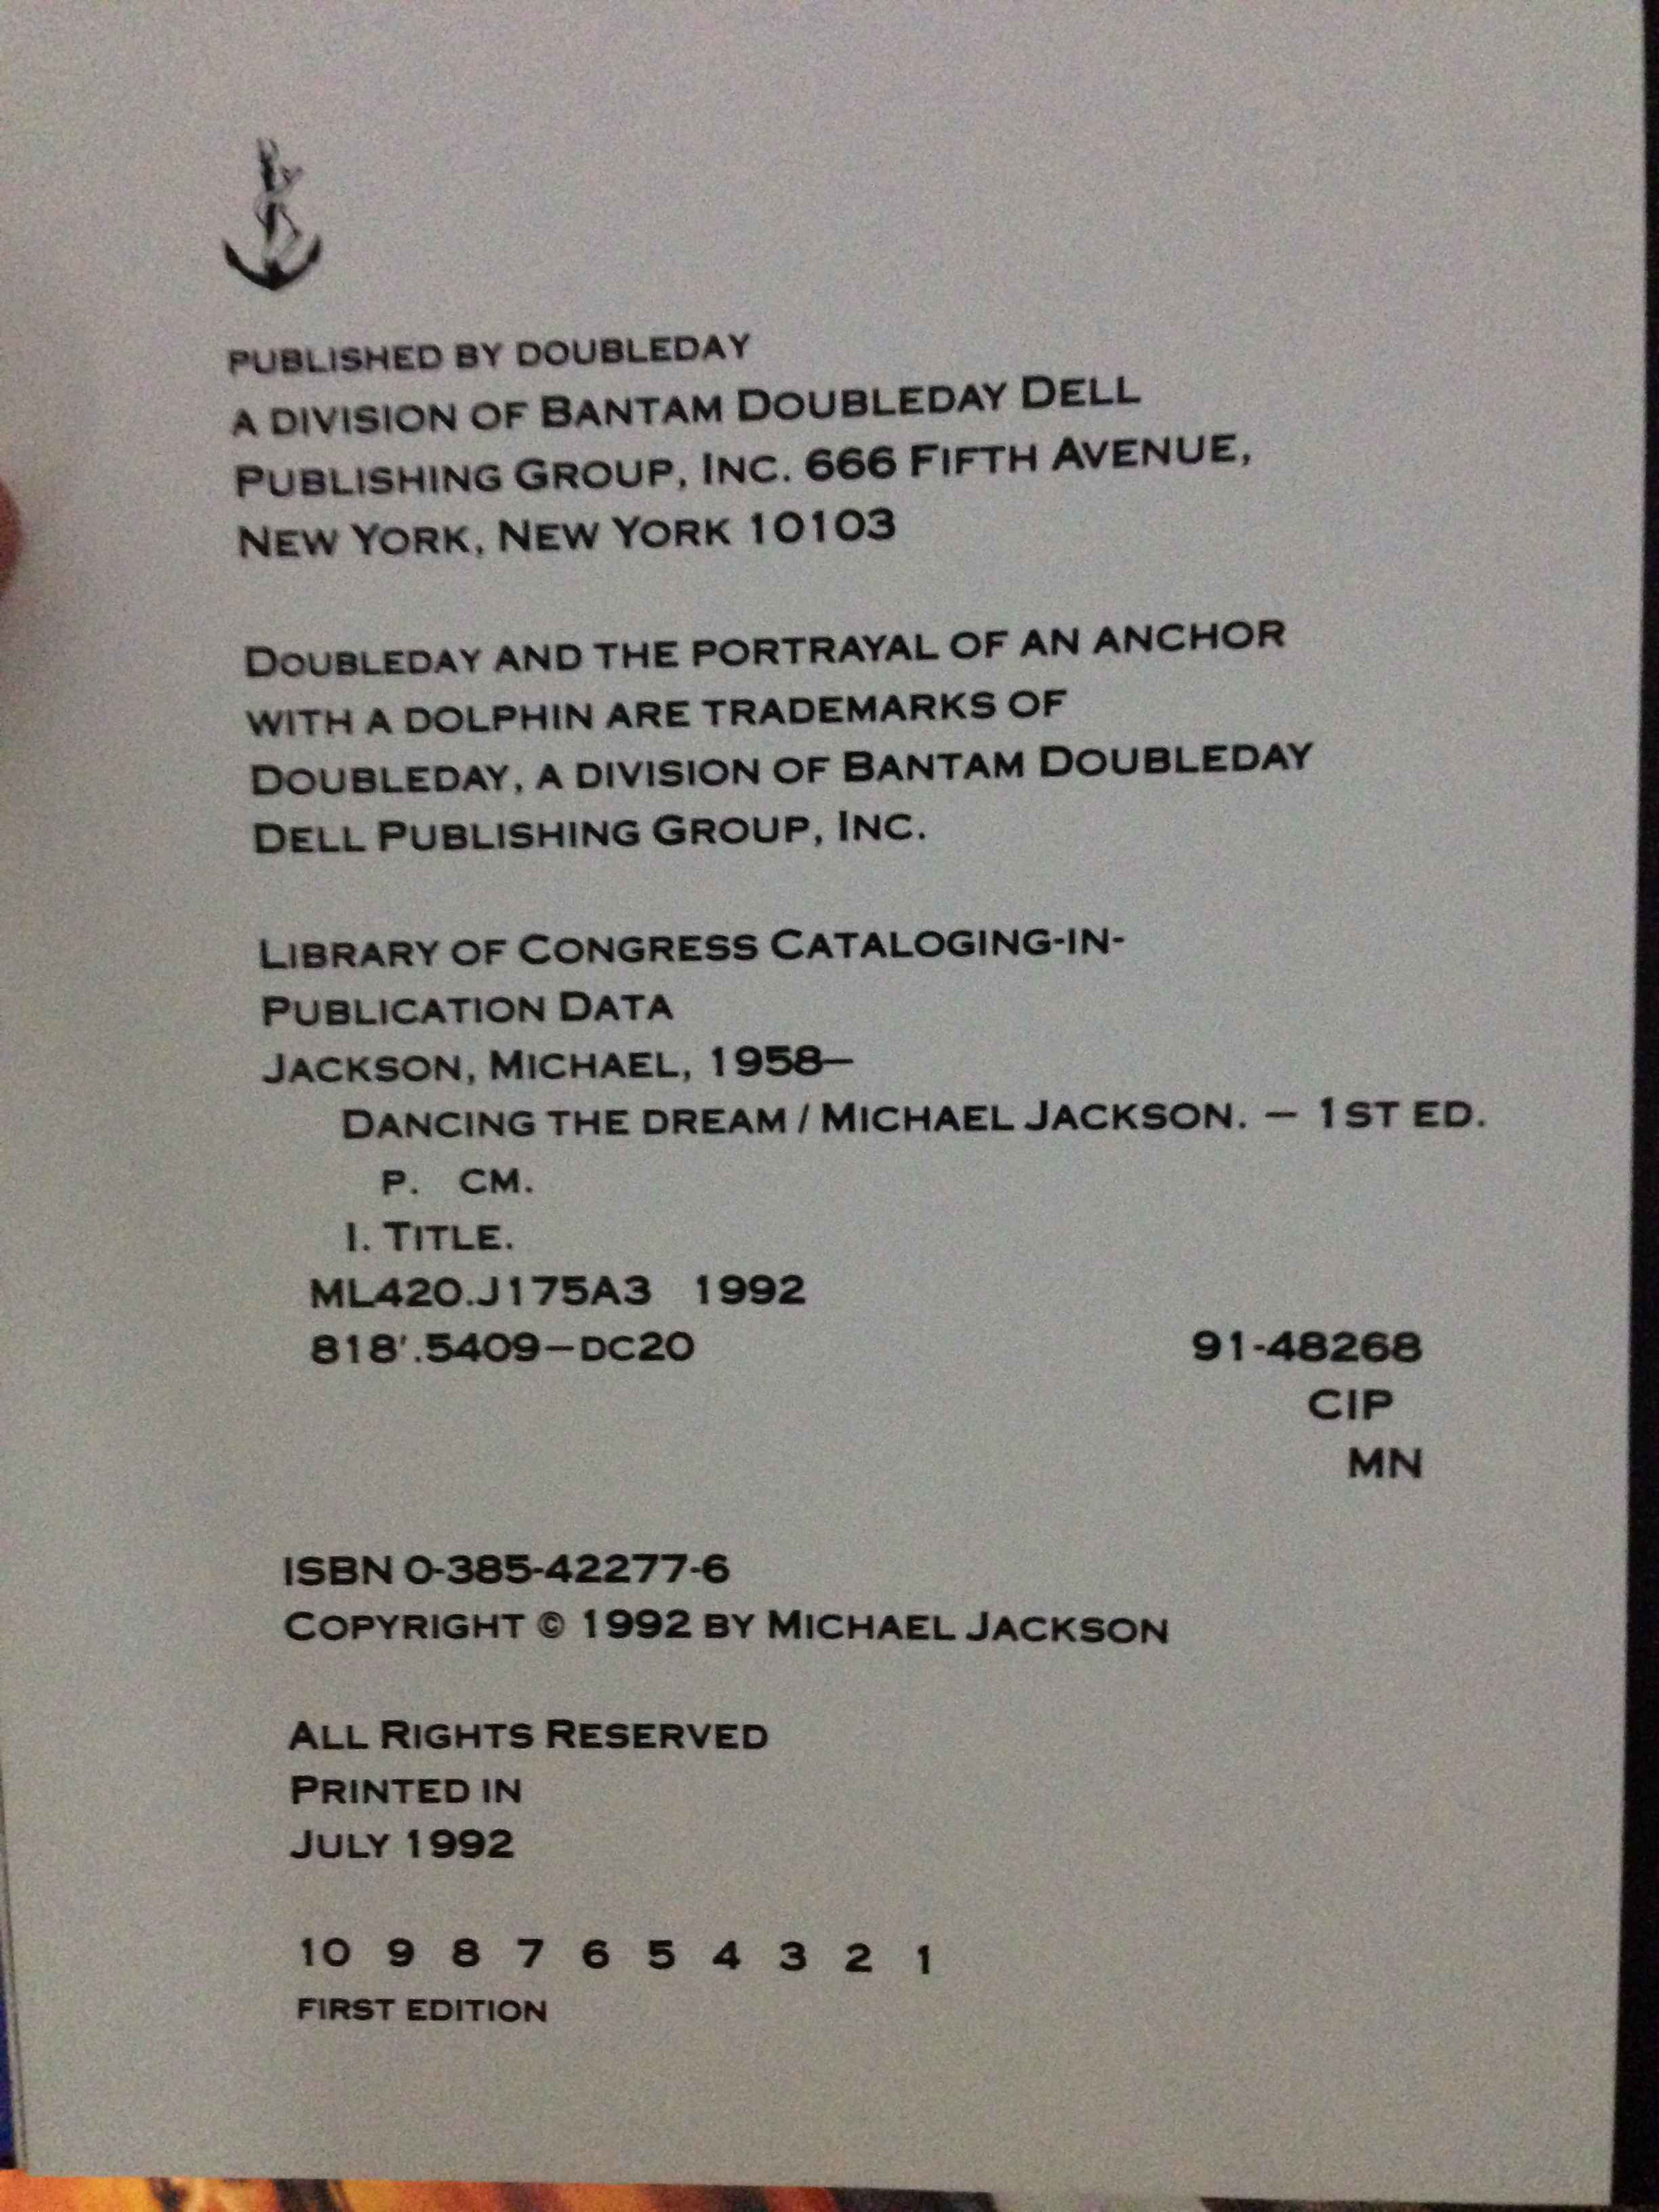 PUBLISHED BY DOUBLEDAY
A DIVISION OF BANTAM DOUBLEDAY DELL
PUBLISHING GROUP, INC. 666 FIFTH AVENUE,
NEW YORK, NEW YORK 10103
DOUBLEDAY AND THE PORTRAYAL OF AN ANCHOR
WITH A DOLPHIN ARE TRADEMARKS OF
DOUBLEDAY, A DIVISION OF BANTAM DOUBLEDAY
DELL PUBLISHING GROUP, INC.
LIBRARY OF CONGRESS CATALOGING-IN-
PUBLICATION DATA
JACKSON, MICHAEL, 1958–
DANCING THE DREAM / MICHAEL JACKSON. — 1ST ED.
P. CM.
I. TITLE.
ML420.J175A3 1992
818'.5409—DC20 91-48268
CIP
MN
ISBN 0-385-42277-6
COPYRIGHT © 1992 BY MICHAEL JACKSON
ALL RIGHTS RESERVED
PRINTED IN
JULY 1992
10 9 8 7 6 5 4 3 2 1
FIRST EDITION